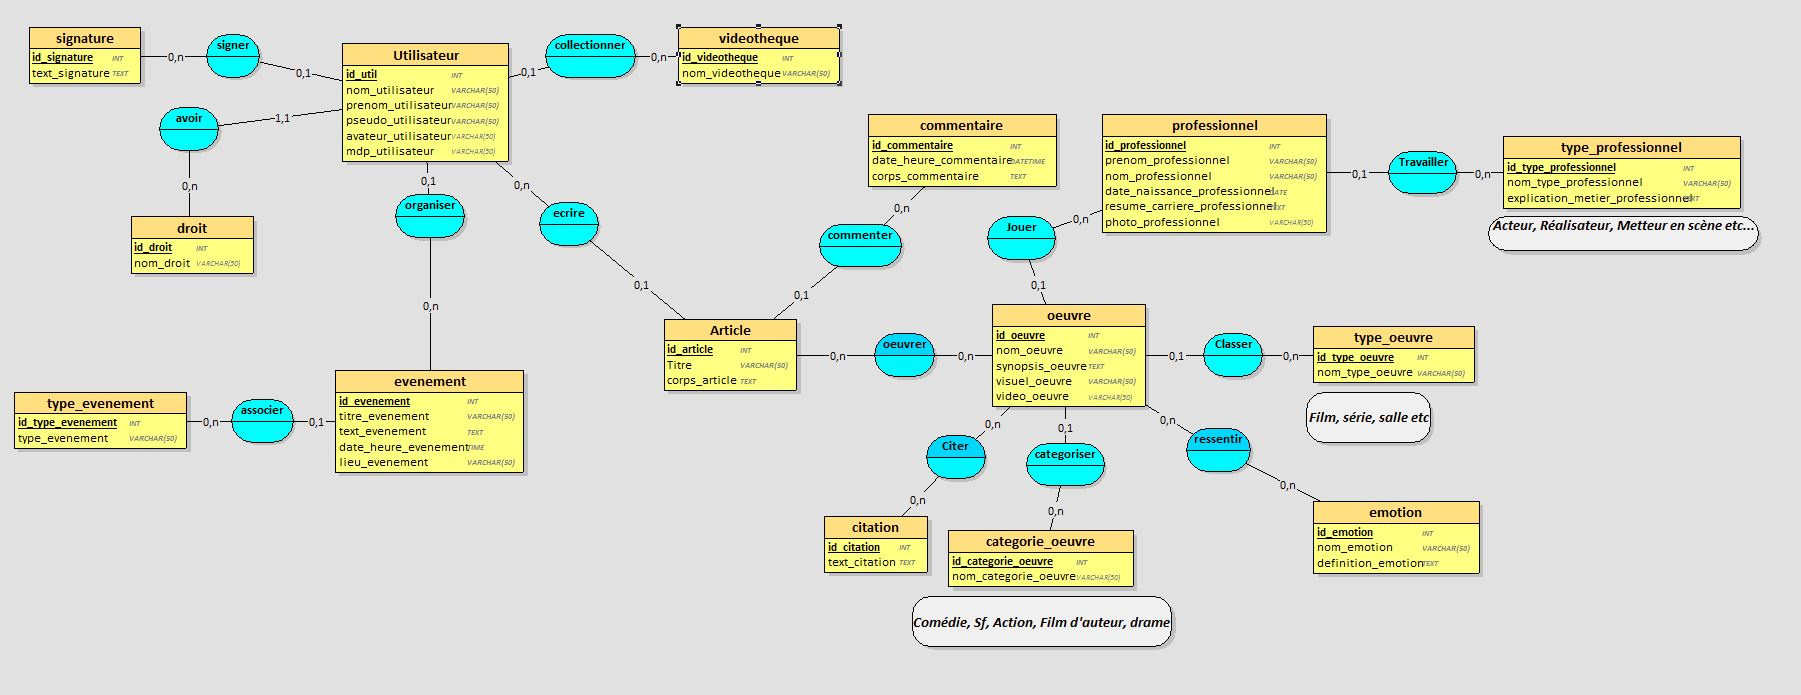 signature
id_signature INT
text_signature TEXT
0,n
signer
0,1
Utilisateur
id_util INT
nom_utilisateur VARCHAR(50)
prenom_utilisateur VARCHAR(50)
pseudo_utilisateur VARCHAR(50)
avateur_utilisateur VARCHAR(50)
mdp_utilisateur VARCHAR(50)
0,1
collectionner
0,n
videotheque
id_videotheque INT
nom_videotheque VARCHAR(50)
avoir
1,1
0,n
droit
id_droit INT
nom_droit VARCHAR(50)
0,1
organiser
0,n
0,n
ecrire
0,1
commentaire
id_commentaire INT
date_heure_commentaire DATETIME
corps_commentaire TEXT
0,n
commenter
0,1
professionnel
id_professionnel INT
prenom_professionnel VARCHAR(50)
nom_professionnel VARCHAR(50)
date_naissance_professionnel DATE
resume_carriere_professionnel TEXT
photo_professionnel VARCHAR(50)
0,1
Travailler
0,n
type_professionnel
id_type_professionnel INT
nom_type_professionnel VARCHAR(50)
explication_metier_professionnel TEXT
Acteur, Réalisateur, Metteur en scène etc...
0,n
Jouer
0,1
Article
id_article INT
Titre VARCHAR(50)
corps_article TEXT
0,n
oeuvrer
0,n
oeuvre
id_oeuvre INT
nom_oeuvre VARCHAR(50)
synopsis_oeuvre TEXT
visuel_oeuvre VARCHAR(50)
video_oeuvre VARCHAR(50)
0,1
Classer
0,n
type_oeuvre
id_type_oeuvre INT
nom_type_oeuvre VARCHAR(50)
Film, série, salle etc
type_evenement
id_type_evenement INT
type_evenement VARCHAR(50)
0,n
associer
0,1
evenement
id_evenement INT
titre_evenement VARCHAR(50)
text_evenement TEXT
date_heure_evenement TIME
lieu_evenement VARCHAR(50)
0,n
Citer
0,n
0,1
categoriser
0,n
0,n
ressentir
0,n
citation
id_citation INT
text_citation TEXT
categorie_oeuvre
id_categorie_oeuvre INT
nom_categorie_oeuvre VARCHAR(50)
Comédie, Sf, Action, Film d'auteur, drame
emotion
id_emotion INT
nom_emotion VARCHAR(50)
definition_emotion TEXT